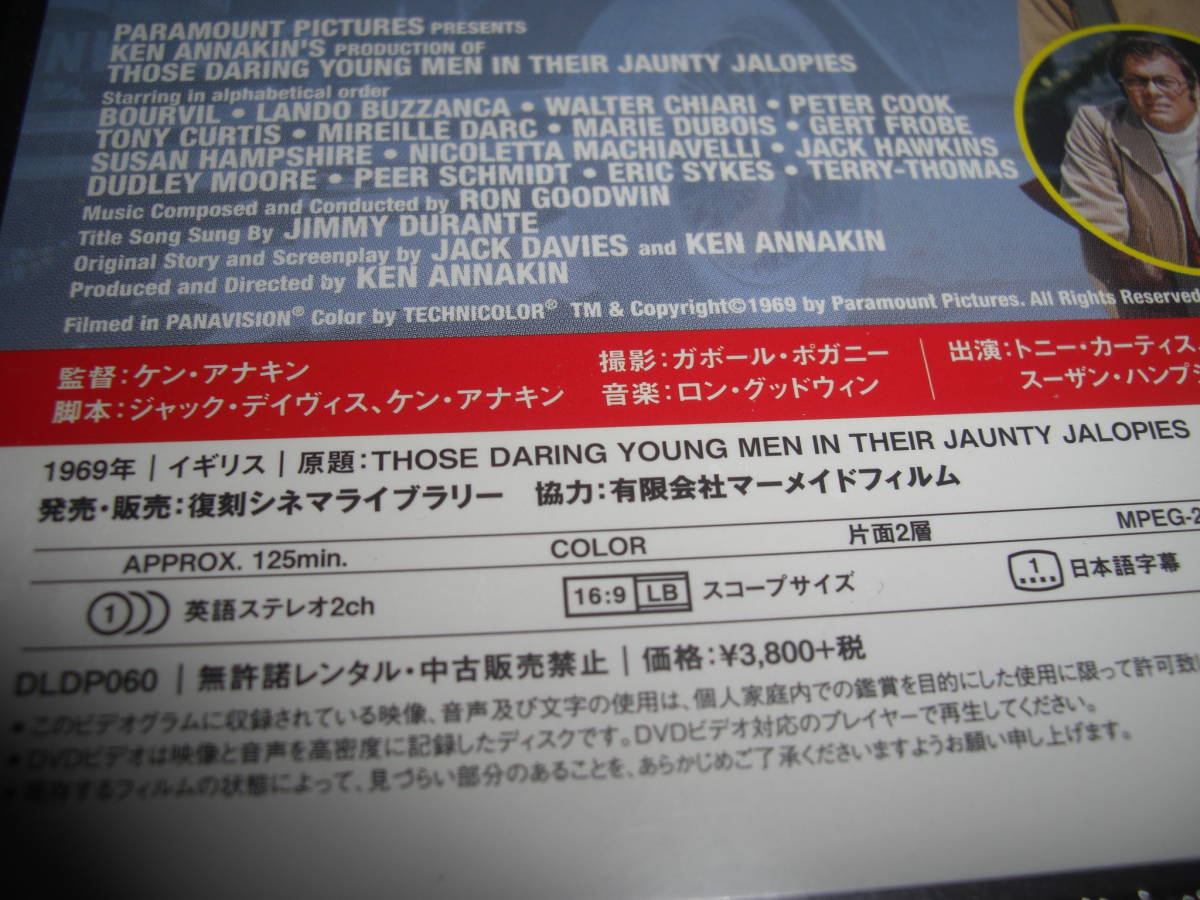 PARAMOUNT PICTURES PRESENTS
KEN ANNAKIN'S PRODUCTION OF
THOSE DARING YOUNG MEN IN THEIR JAUNTY JALOPIES
Starring in alphabetical order
BOURVIL • LANDO BUZZANCA • WALTER CHIARI • PETER COOK
TONY CURTIS • MIREILLE DARC • MARIE DUBOIS • GERT FROBE
SUSAN HAMPSHIRE • NICOLETTA MACHIAVELLI • JACK HAWKINS
DUDLEY MOORE • PEER SCHMIDT • ERIC SYKES • TERRY-THOMAS
Music Composed and Conducted by RON GOODWIN
Title Song Sung By JIMMY DURANTE
Original Story and Screenplay by JACK DAVIES and KEN ANNAKIN
Produced and Directed by KEN ANNAKIN
Filmed in PANAVISION® Color by TECHNICOLOR® TM & Copyright©1969 by Paramount Pictures. All Rights Reserved
監督：ケン・アナキン 撮影：ガボール・ポガニー 出演：トニー・カーティス、
脚本：ジャック・デイヴィス、ケン・アナキン 音楽：ロン・グッドウィン スーザン・ハンプシ
1969年 | イギリス | 原題：THOSE DARING YOUNG MEN IN THEIR JAUNTY JALOPIES
発売・販売：復刻シネマライブラリー 協力：有限会社マーメイドフィルム
APPROX. 125min. COLOR 片面2層 MPEG-2
1 英語ステレオ2ch 16:9 LB スコープサイズ 1 日本語字幕
DLDP060 | 無許諾レンタル・中古販売禁止 | 価格：¥3,800+税
●このビデオグラムに収録されている映像、音声及び文字の使用は、個人家庭内での鑑賞を目的にした使用に限って許可致
●DVDビデオは映像と音声を高密度に記録したディスクです。DVDビデオ対応のプレイヤーで再生してください。
するフィルムの状態によって、見づらい部分のあることを、あらかじめご了承くださいますようお願い申し上げます。